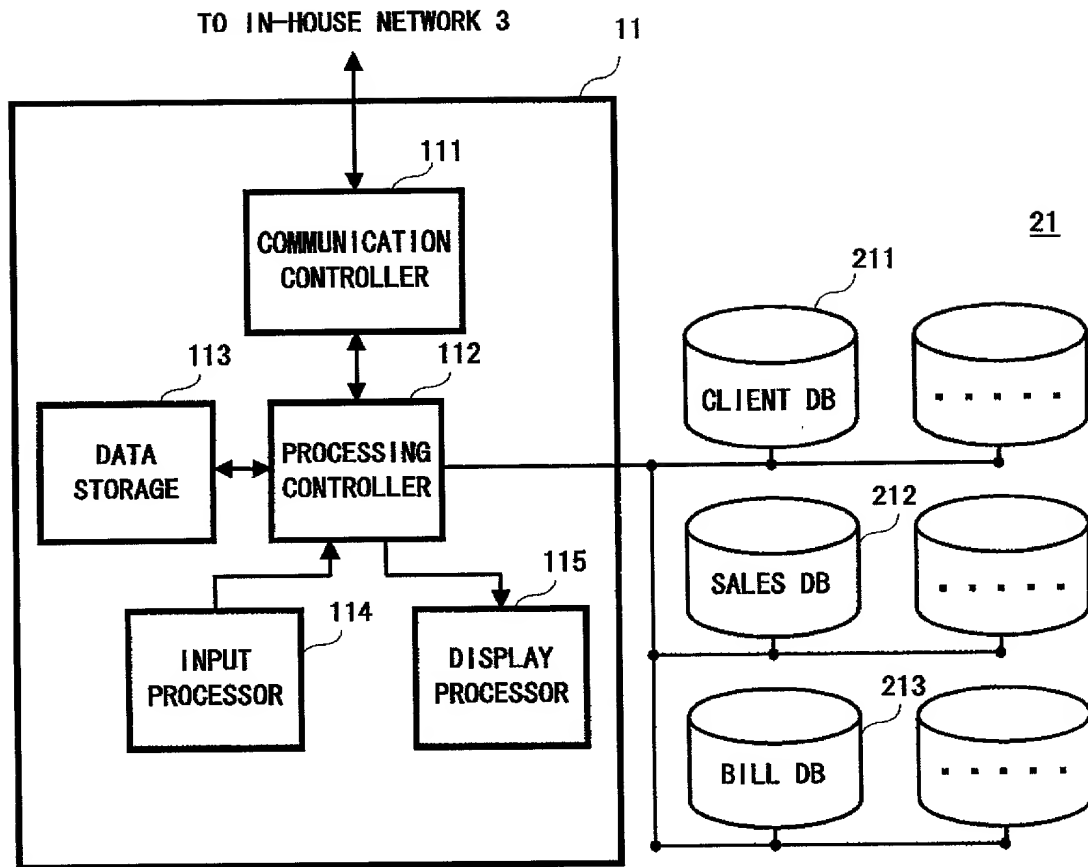 TO IN-HOUSE NETWORK 3
11
111
COMMUNICATION
CONTROLLER
21
211
CLIENT DB
.....
113
112
DATA
STORAGE
PROCESSING
CONTROLLER
212
SALES DB
.....
115
114
INPUT
PROCESSOR
DISPLAY
PROCESSOR
213
BILL DB
.....